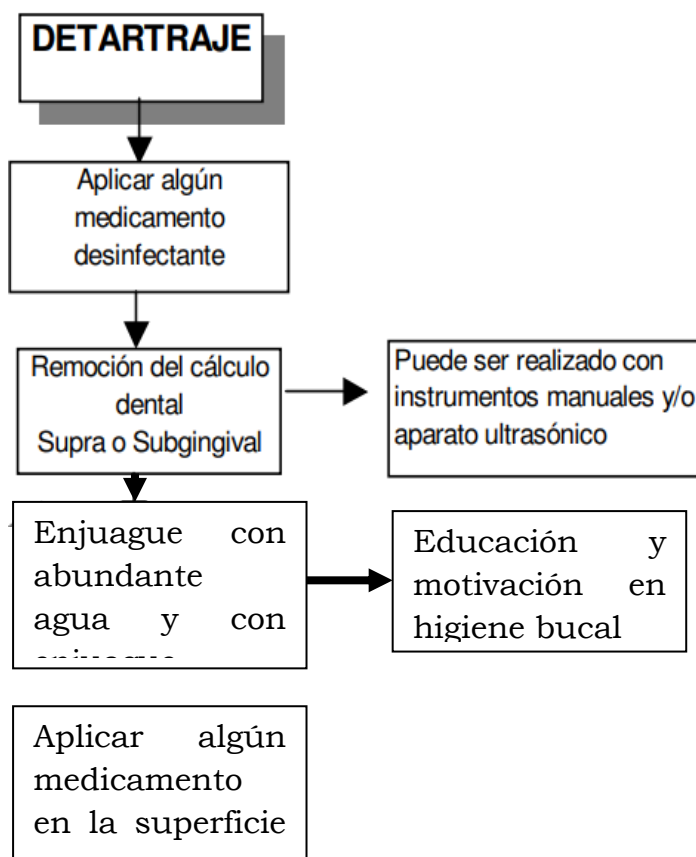 DETARTRAJE
Aplicar algún
medicamento
desinfectante
Remoción del cálculo
dental
Supra o Subgingival
Puede ser realizado con
instrumentos manuales y/o
aparato ultrasónico
Enjuague con
abundante
agua y con
Educación y
motivación en
higiene bucal
Aplicar algún
medicamento
en la superficie